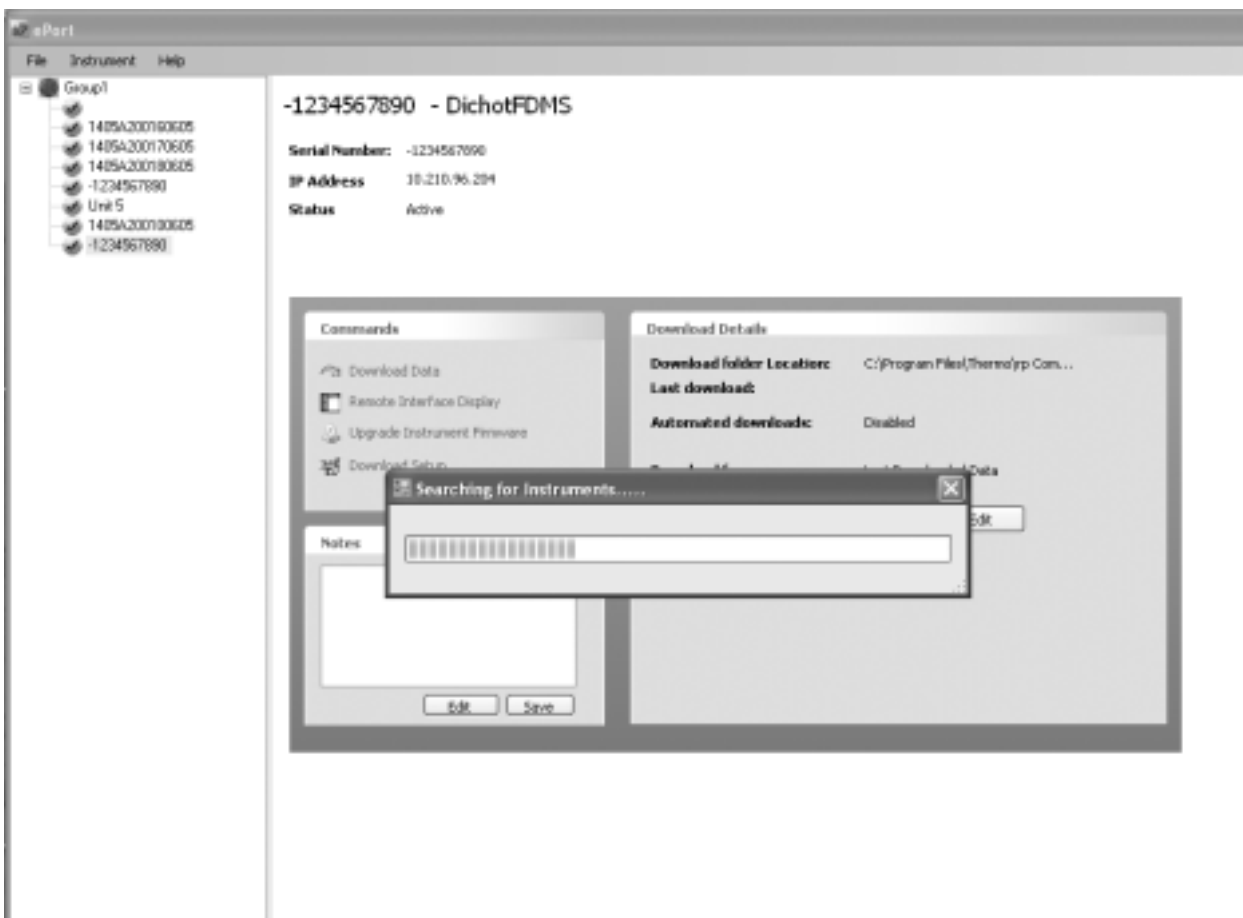 ePort
File Instrument Help
Group1
1405A200160605
1405A200170605
1405A200180605
-1234567890
Unit 5
1405A200100605
-1234567890
-1234567890 - DichotFDMS
Serial Number: -1234567890
IP Address 10.210.96.204
Status Active
Commands
Download Data
Remote Interface Display
Upgrade Instrument Firmware
Download Setup
Notes
Edit Save
Download Details
Download folder Location: C:\Program Files\Thermo\rp Com...
Last download:
Automated downloads: Disabled
Data
Edit
Searching for Instruments.....